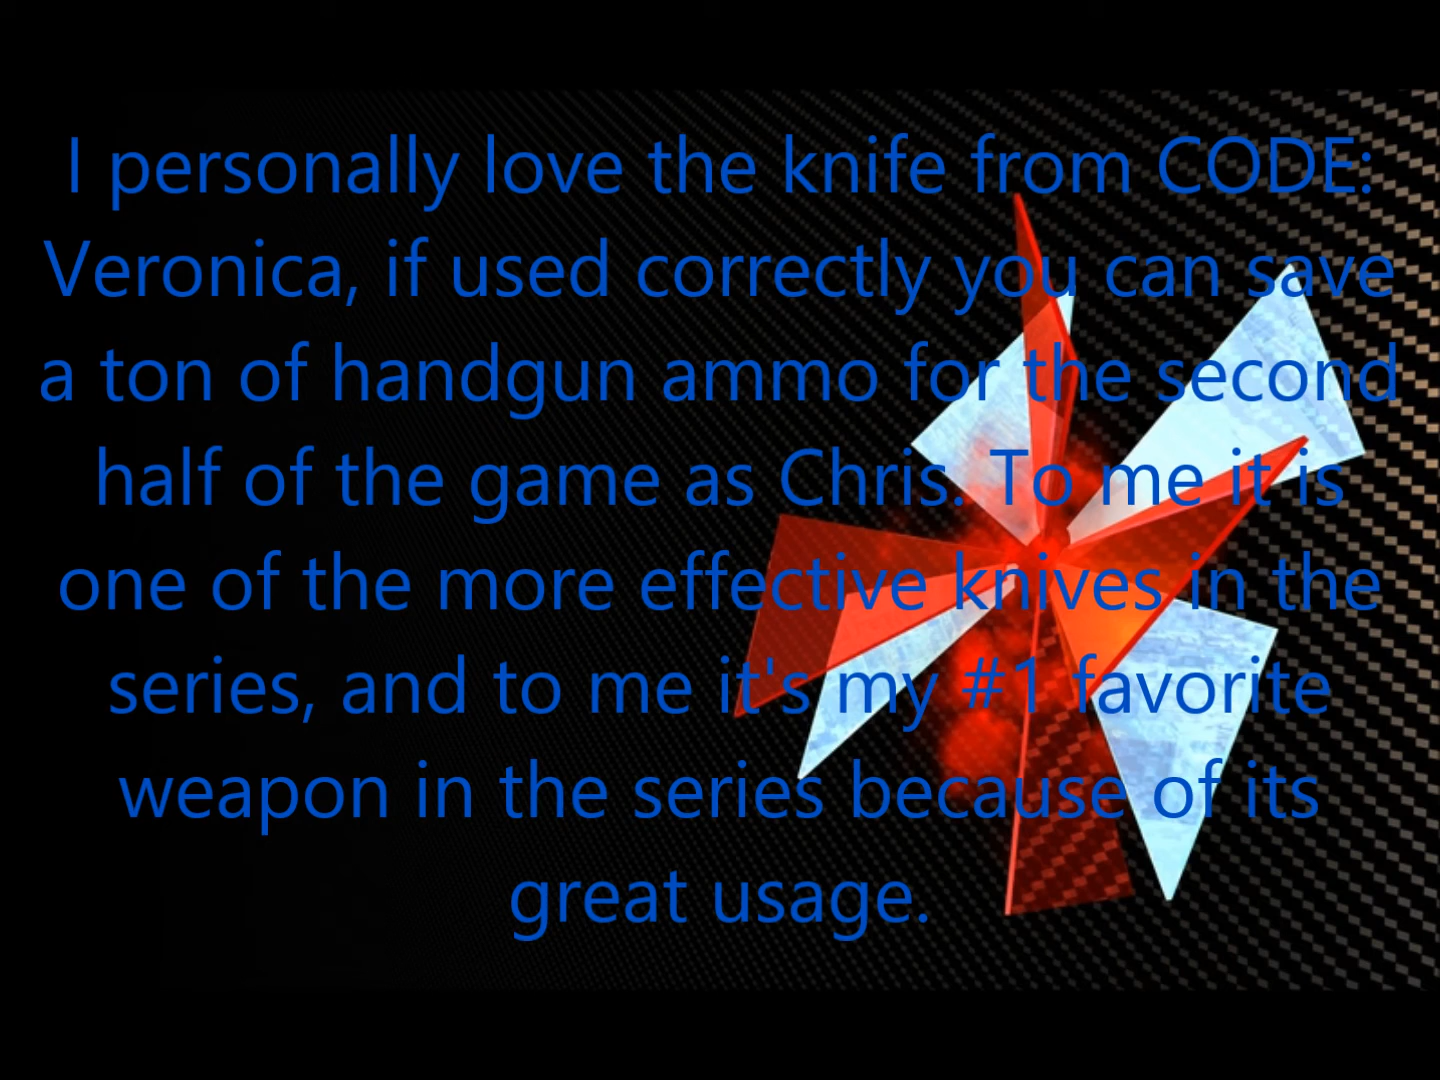 I personally love the knife from CODE:
Veronica, if used correctly you can save
a ton of handgun ammo for the second
half of the game as Chris. To me it is
one of the more effective knives in the
series, and to me it's my #1 favorite
weapon in the series because of its
great usage.